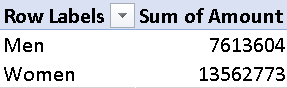 Row Labels Sum of Amount
Men 7613604
Women 13562773